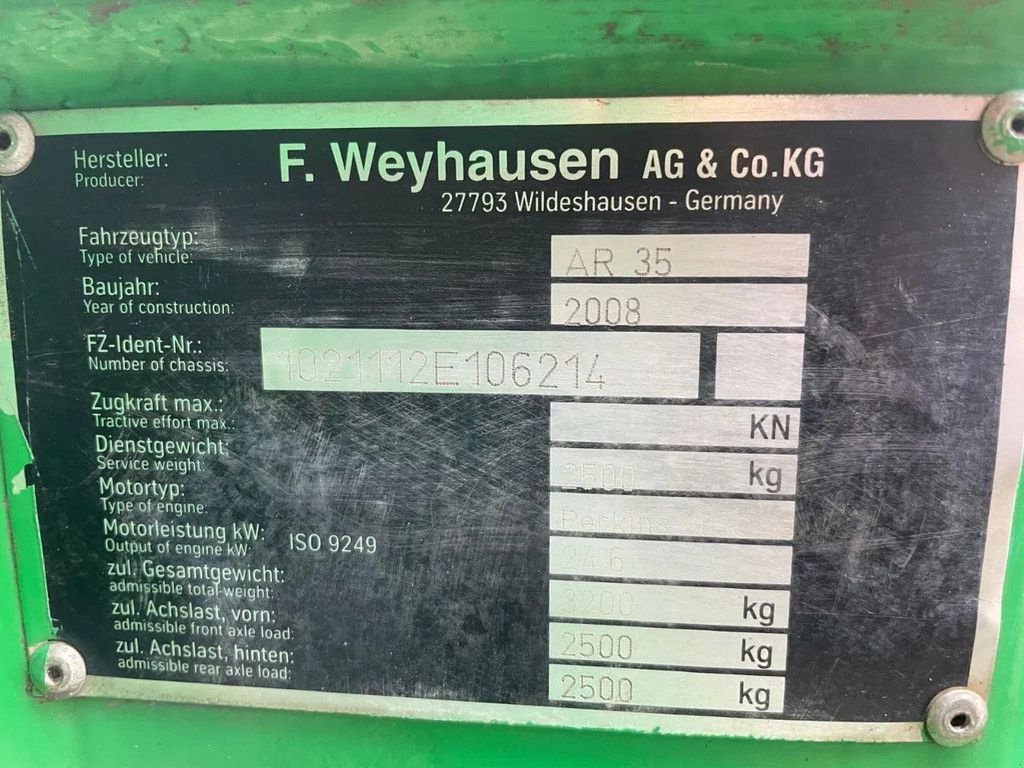 Hersteller: F. Weyhausen AG & Co.KG
Producer: 27793 Wildeshausen - Germany
Fahrzeugtyp: AR 35
Type of vehicle:
Baujahr: 2008
Year of construction:
FZ-Ident-Nr.: 1021112E106214
Number of chassis:
Zugkraft max.: KN
Tractive effort max.:
Dienstgewicht: 2500 kg
Service weight:
Motortyp: Perkins
Type of engine:
Motorleistung kW: ISO 9249 24,6
Output of engine kW:
zul. Gesamtgewicht: 3200 kg
admissible total weight:
zul. Achslast, vorn: 2500 kg
admissible front axle load:
zul. Achslast, hinten: 2500 kg
admissible rear axle load: